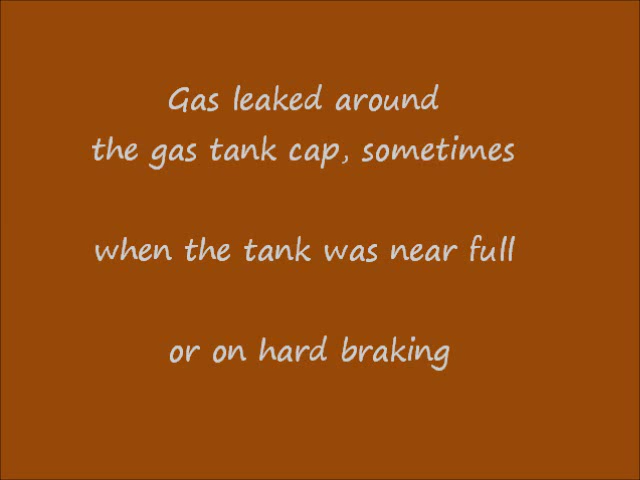 Gas leaked around
the gas tank cap, sometimes
when the tank was near full
or on hard braking